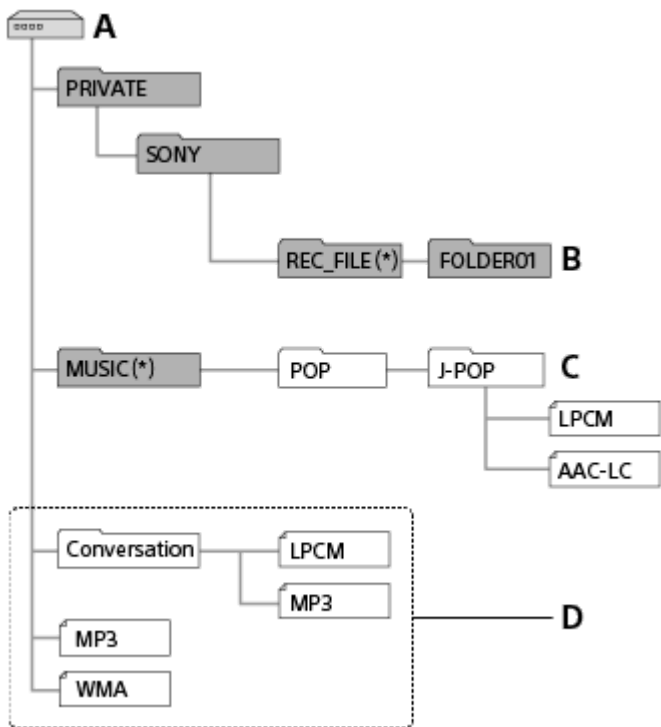 A
PRIVATE
SONY
REC_FILE(*)
FOLDER01
B
MUSIC(*)
POP
J-POP
C
LPCM
AAC-LC
Conversation
LPCM
MP3
D
MP3
WMA